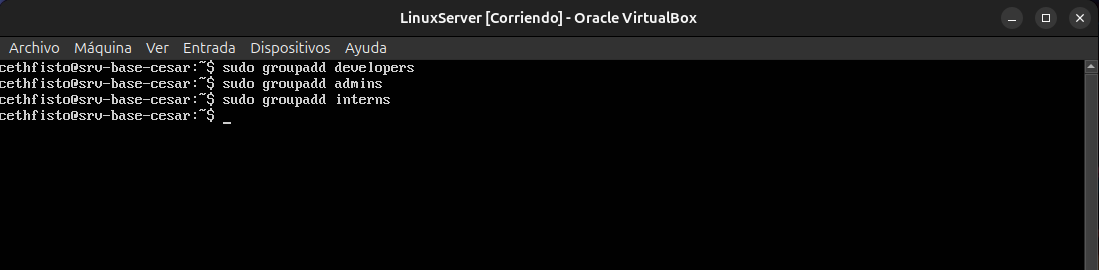 LinuxServer [Corriendo] - Oracle VirtualBox
Archivo Máquina Ver Entrada Dispositivos Ayuda
cethfisto@srv-base-cesar:~$ sudo groupadd developers
cethfisto@srv-base-cesar:~$ sudo groupadd admins
cethfisto@srv-base-cesar:~$ sudo groupadd interns
cethfisto@srv-base-cesar:~$ _